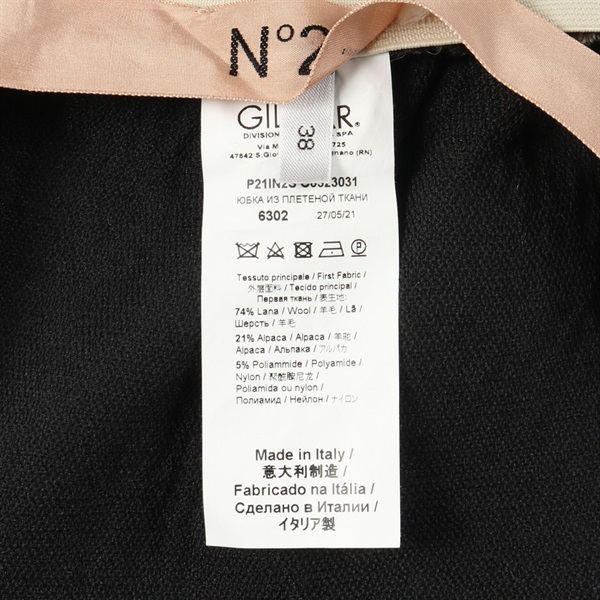 N°2
38
DIVISION SPA
Via M 725
47842 S.Giov gnano (RN)
P21IN2S
ЮБКА ИЗ ПЛЕТЕНОЙ ТКАНИ
6302 27/05/21
Tessuto principale / First Fabric /
外層面料 / Tecido principal /
Первая ткань / 表生地:
74% Lana / Wool / 羊毛 / Lã /
Шерсть / 羊毛
21% Alpaca / Alpaca / 羊驼 /
Alpaca / Альпака / アルパカ
5% Poliammide / Polyamide /
Nylon / 聚酰胺尼龙 /
Poliamida ou nylon /
Полиамид / Нейлон / ナイロン
Made in Italy /
意大利制造 /
Fabricado na Itália /
Сделано в Италии /
イタリア製